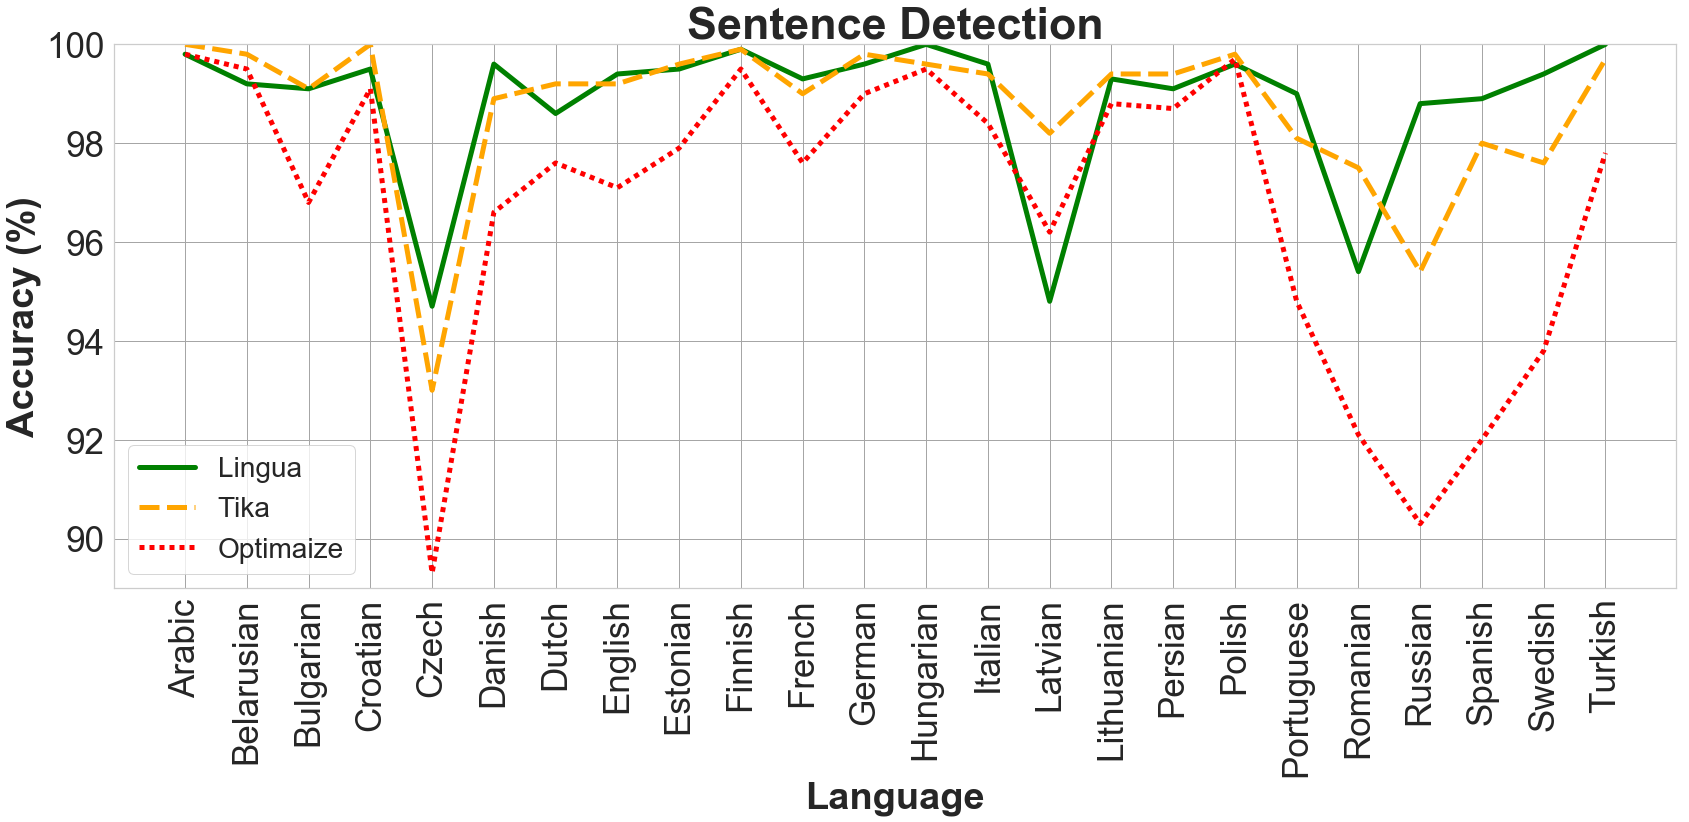 Sentence Detection
Accuracy (%)
100
98
96
94
92
90
Lingua
Tika
Optimaize
Arabic
Belarusian
Bulgarian
Croatian
Czech
Danish
Dutch
English
Estonian
Finnish
French
German
Hungarian
Italian
Latvian
Lithuanian
Persian
Polish
Portuguese
Romanian
Russian
Spanish
Swedish
Turkish
Language